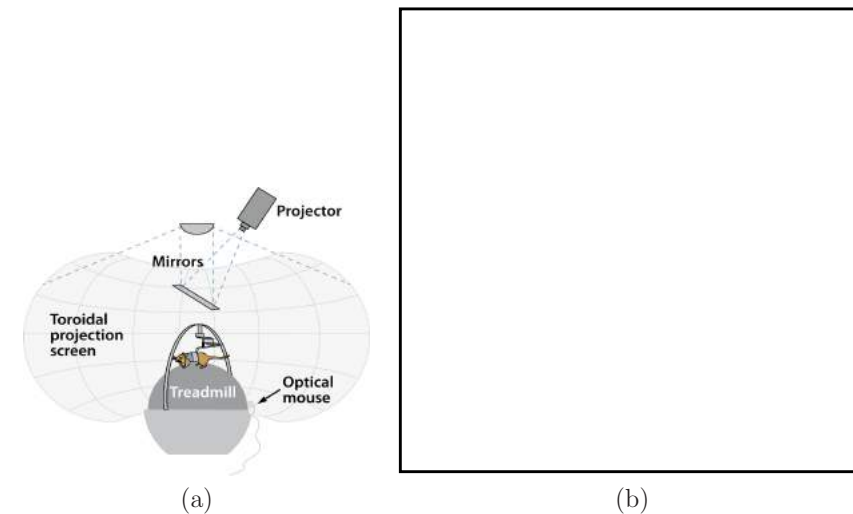 Projector
Mirrors
Toroidal
projection
screen
Treadmill
Optical
mouse
(a)
(b)